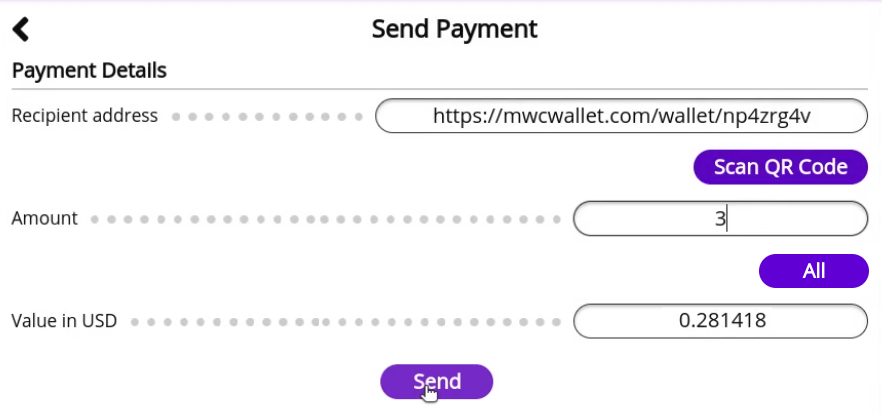 Send Payment
Payment Details
Recipient address https://mwcwallet.com/wallet/np4zrg4v
Scan QR Code
Amount 3
All
Value in USD 0.281418
Send